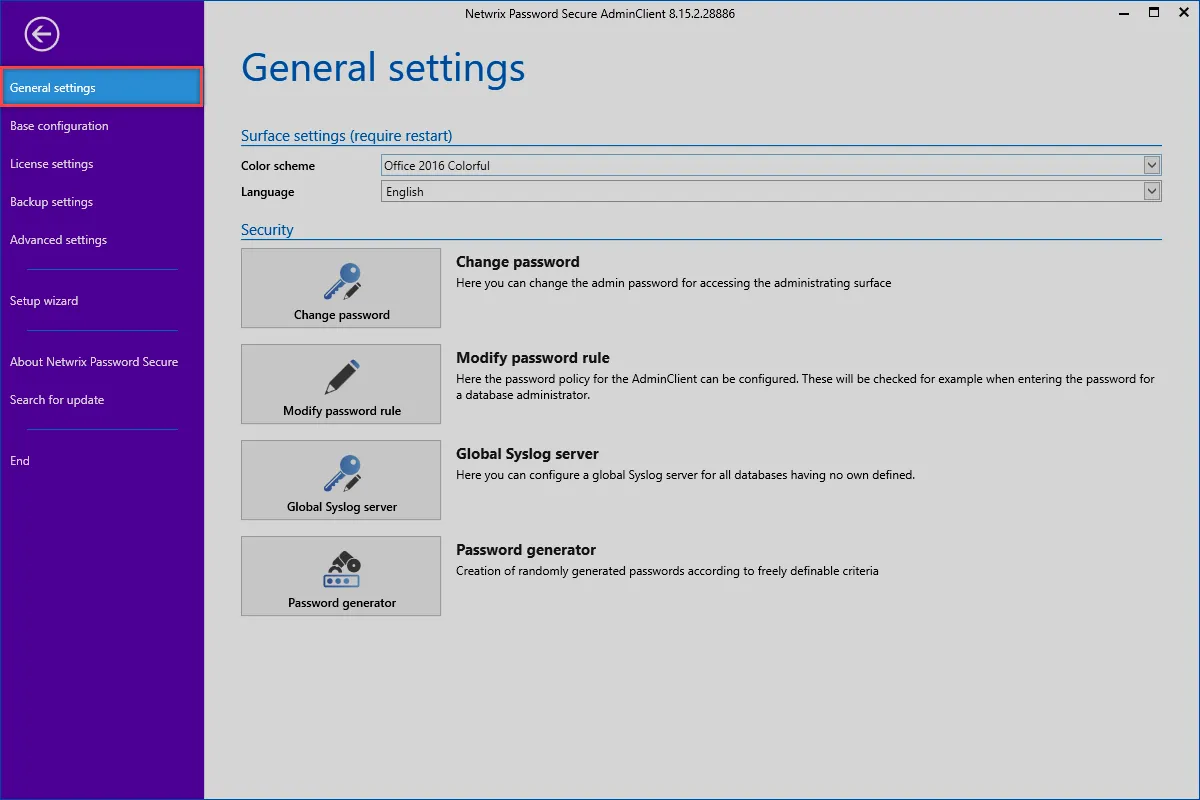 Netwrix Password Secure AdminClient 8.15.2.28886
General settings
Base configuration
License settings
Backup settings
Advanced settings
Setup wizard
About Netwrix Password Secure
Search for update
End
General settings
Surface settings (require restart)
Color scheme
Office 2016 Colorful
Language
English
Security
Change password
Change password
Here you can change the admin password for accessing the administrating surface
Modify password rule
Modify password rule
Here the password policy for the AdminClient can be configured. These will be checked for example when entering the password for
a database administrator.
Global Syslog server
Global Syslog server
Here you can configure a global Syslog server for all databases having no own defined.
Password generator
Password generator
Creation of randomly generated passwords according to freely definable criteria